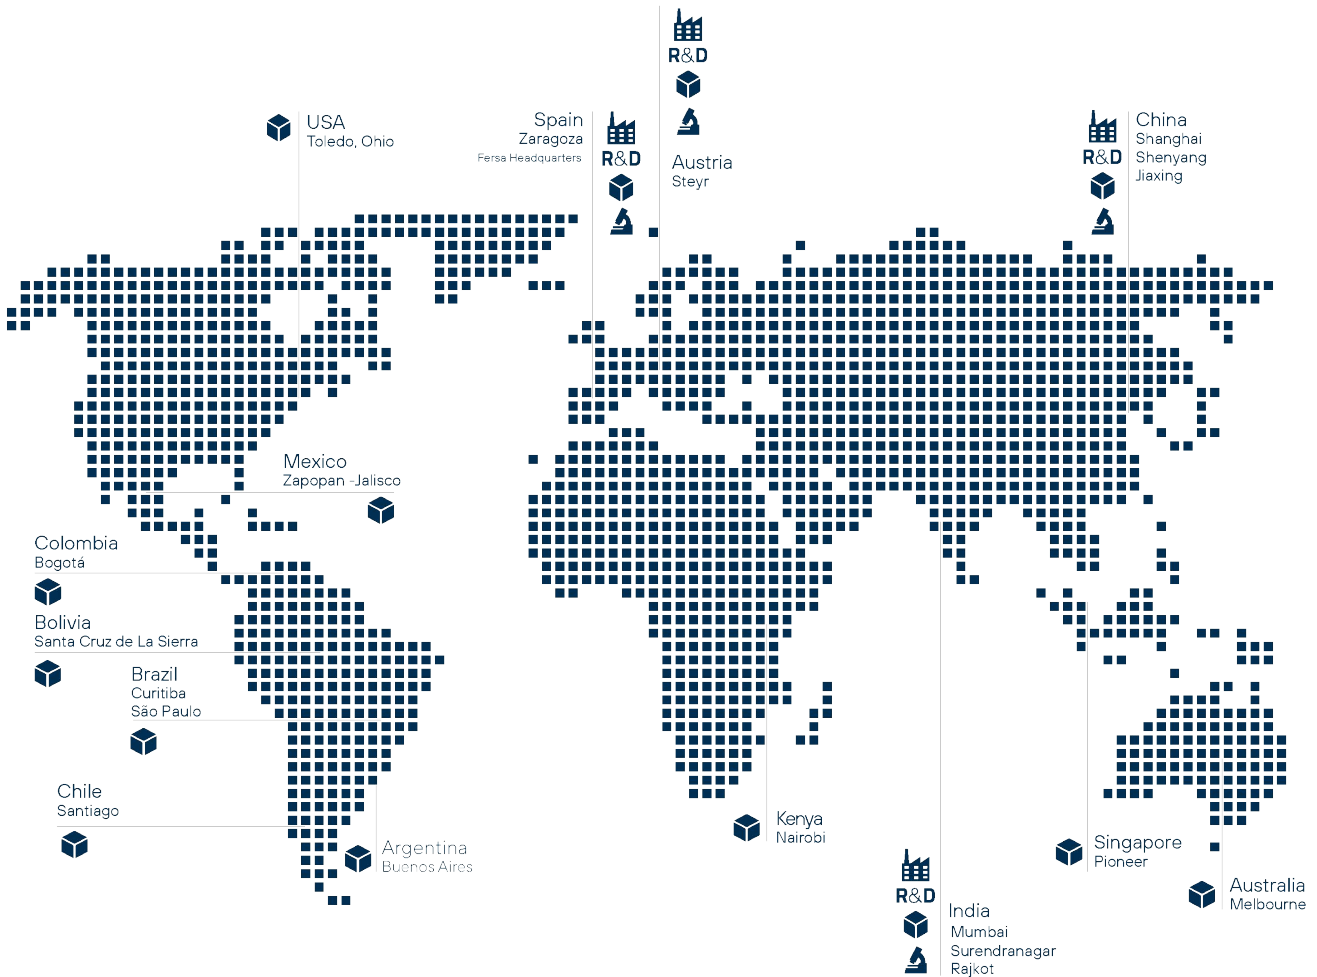 R&D
Austria
Steyr
USA
Toledo, Ohio
Spain
Zaragoza
Fersa Headquarters
R&D
China
Shanghai
Shenyang
Jiaxing
R&D
Mexico
Zapopan -Jalisco
Colombia
Bogotá
Bolivia
Santa Cruz de La Sierra
Brazil
Curitiba
São Paulo
Chile
Santiago
Argentina
Buenos Aires
Kenya
Nairobi
R&D
India
Mumbai
Surendranagar
Rajkot
Singapore
Pioneer
Australia
Melbourne